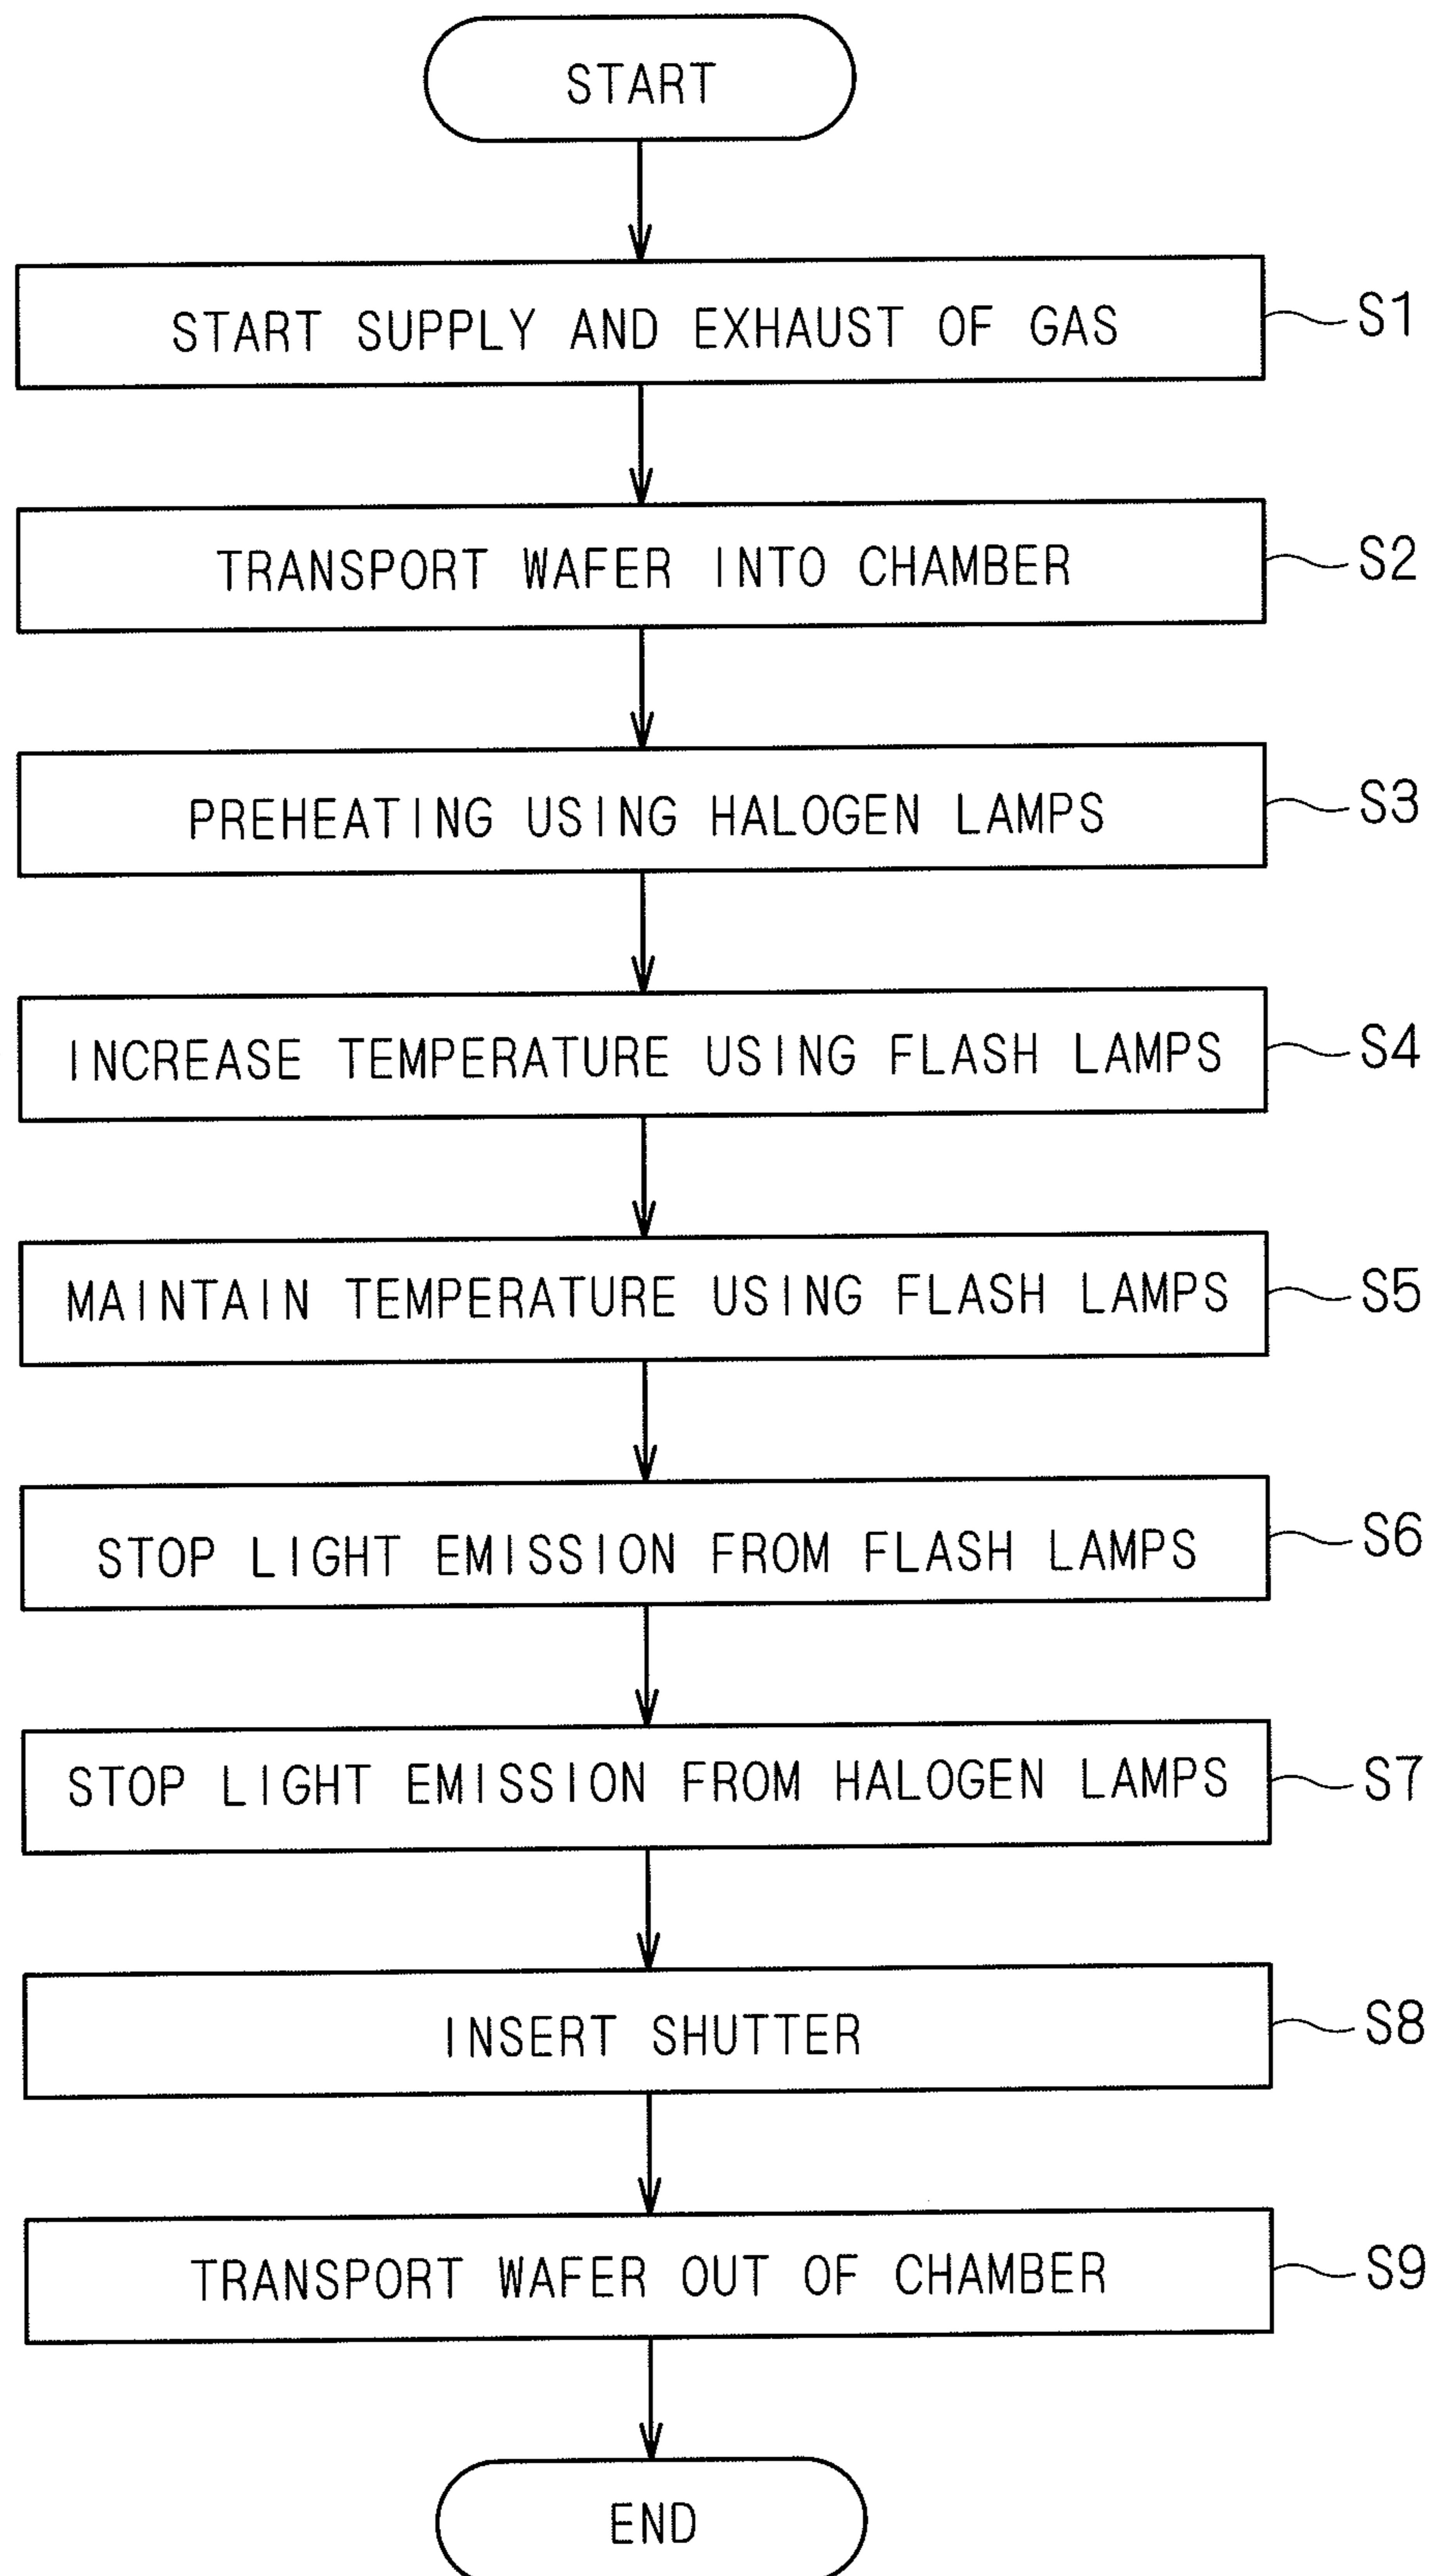 START
START SUPPLY AND EXHAUST OF GAS S1
TRANSPORT WAFER INTO CHAMBER S2
PREHEATING USING HALOGEN LAMPS S3
INCREASE TEMPERATURE USING FLASH LAMPS S4
MAINTAIN TEMPERATURE USING FLASH LAMPS S5
STOP LIGHT EMISSION FROM FLASH LAMPS S6
STOP LIGHT EMISSION FROM HALOGEN LAMPS S7
INSERT SHUTTER S8
TRANSPORT WAFER OUT OF CHAMBER S9
END